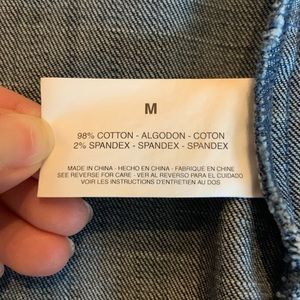 M
98% COTTON - ALGODON - COTON
2% SPANDEX - SPANDEX - SPANDEX
MADE IN CHINA - HECHO EN CHINA - FABRIQUE EN CHINE
SEE REVERSE FOR CARE - VER AL REVERSO PARA EL CUIDADO
VOIR LES INSTRUCTIONS D'ENTRETIEN AU DOS